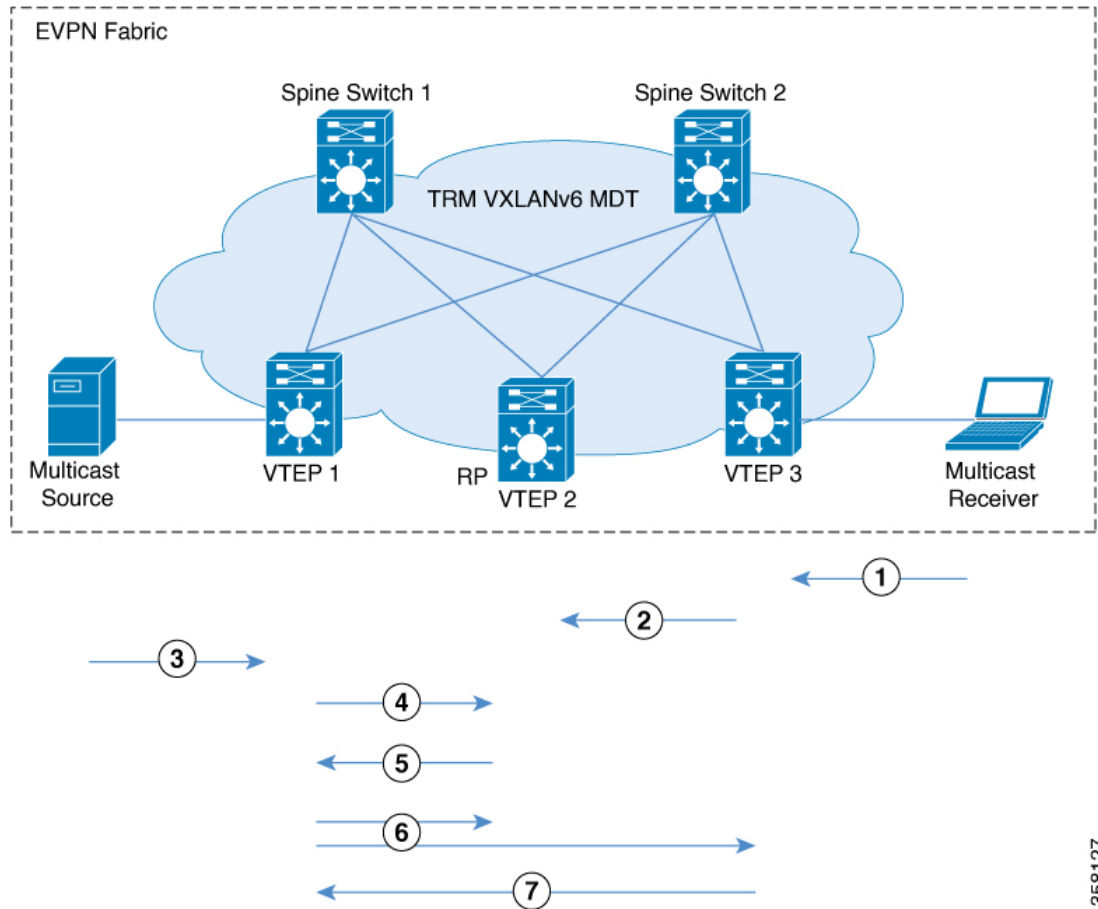 EVPN Fabric
Spine Switch 1
Spine Switch 2
TRM VXLANv6 MDT
Multicast
Source
VTEP 1
RP
VTEP 2
VTEP 3
Multicast
Receiver
1
2
3
4
5
6
7
358127